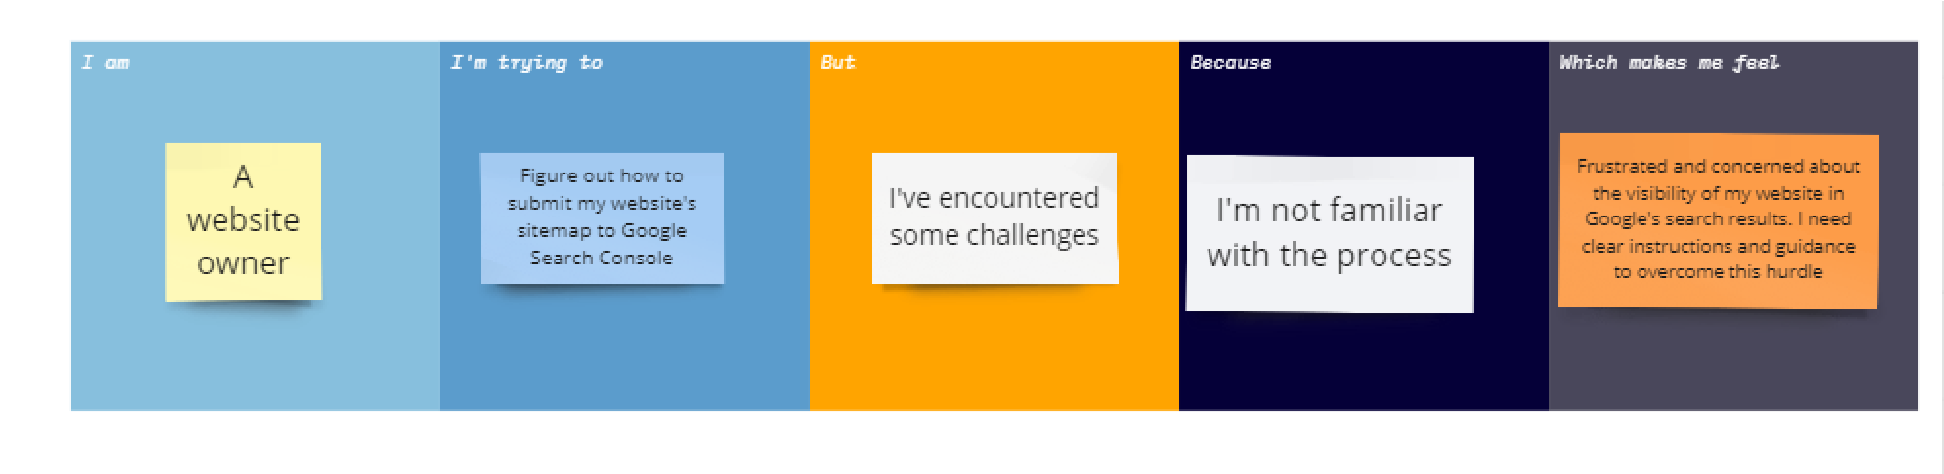 I am
A
website
owner
I'm trying to
Figure out how to
submit my website's
sitemap to Google
Search Console
But
I've encountered
some challenges
Because
I'm not familiar
with the process
Which makes me feel
Frustrated and concerned about
the visibility of my website in
Google's search results. I need
clear instructions and guidance
to overcome this hurdle